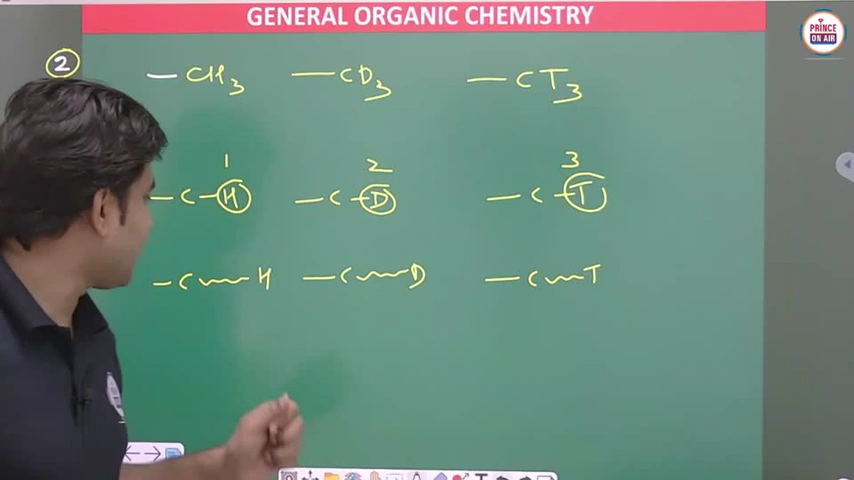 GENERAL ORGANIC CHEMISTRY
PRINCE
ON AIR
2
— CH3 — CD3 — CT3
1 2 3
— C – H — C – D — C – T
– C ~ H — C ~ D — C ~ T